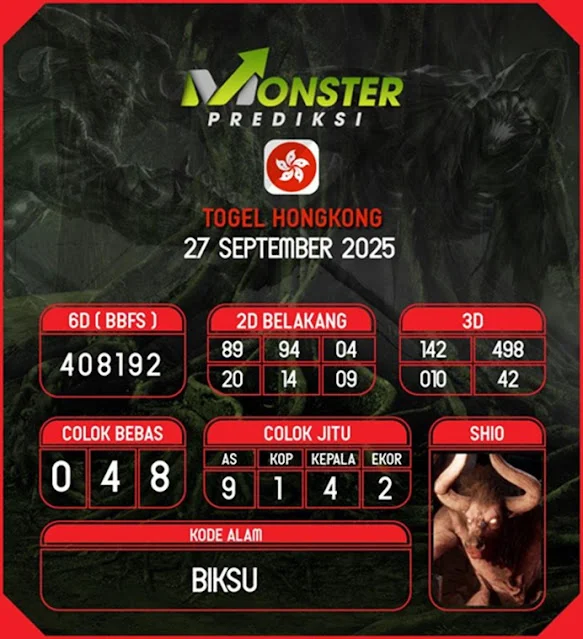 MONSTER
PREDIKSI
TOGEL HONGKONG
27 SEPTEMBER 2025
6D ( BBFS )
408192
2D BELAKANG
89 94 04
20 14 09
3D
142 498
010 42
COLOK BEBAS
0 4 8
COLOK JITU
AS KOP KEPALA EKOR
9 1 4 2
SHIO
KODE ALAM
BIKSU